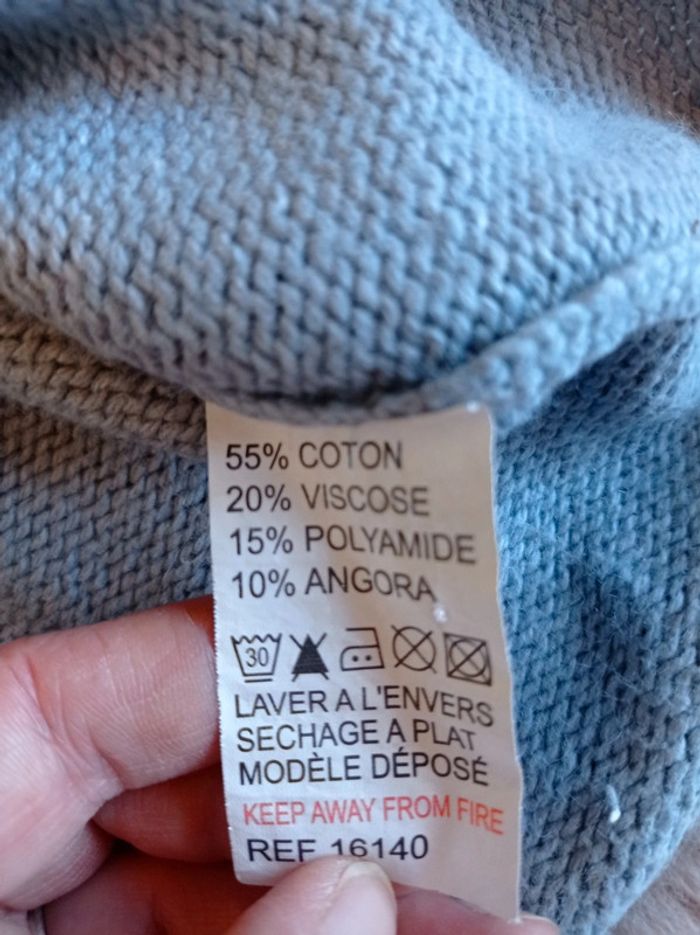 55% COTON
20% VISCOSE
15% POLYAMIDE
10% ANGORA
30
LAVER A L'ENVERS
SECHAGE A PLAT
MODÈLE DÉPOSÉ
KEEP AWAY FROM FIRE
REF 16140